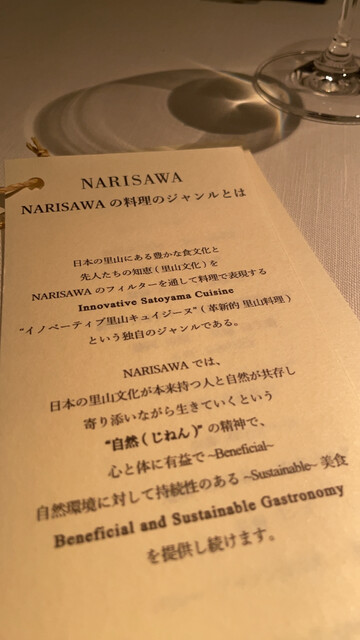 NARISAWA
NARISAWA の料理のジャンルとは
日本の里山にある豊かな食文化と
先人たちの知恵 ( 里山文化 ) を
NARISAWA のフィルターを通して料理で表現する
Innovative Satoyama Cuisine
“イノベーティブ里山キュイジーヌ” ( 革新的 里山料理 )
という独自のジャンルである。
NARISAWA では、
日本の里山文化が本来持つ人と自然が共存し
寄り添いながら生きていくという
“自然 ( じねん )” の精神で、
心と体に有益で ~Beneficial~
自然環境に対して持続性のある ~Sustainable~ 美食
Beneficial and Sustainable Gastronomy
を提供し続けます。